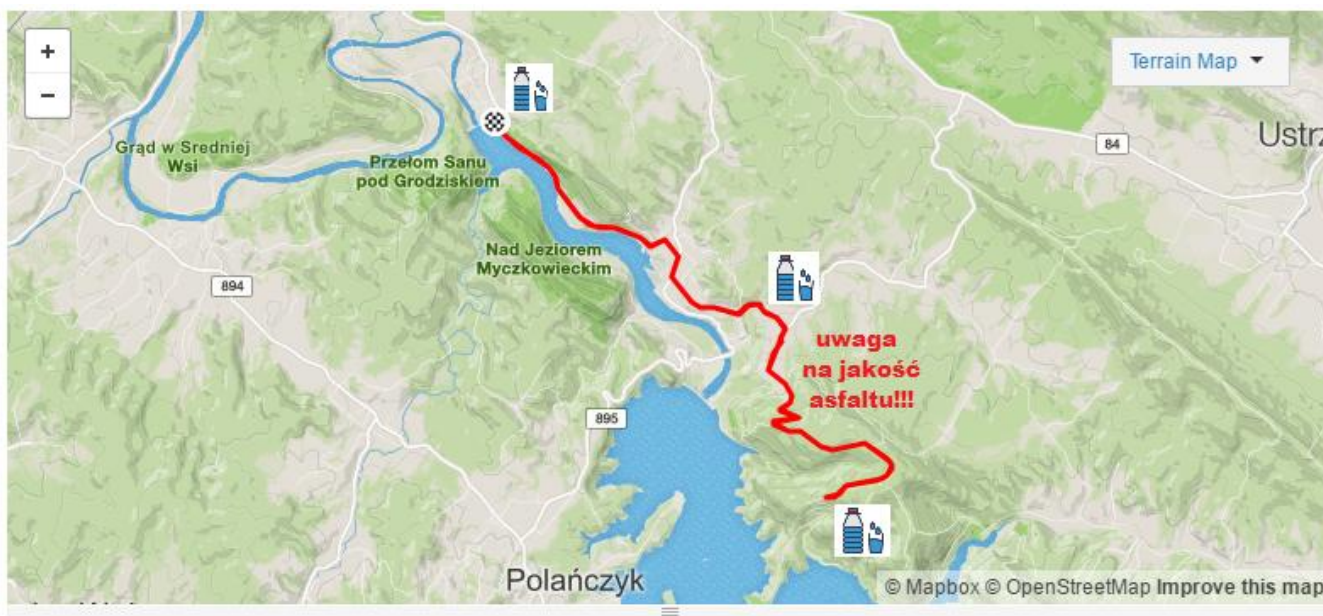 +
−
Terrain Map
84
Ustrz
Grąd w Sredniej
Wsi
Przełom Sanu
pod Grodziskiem
Nad Jeziorem
Myczkowieckim
894
uwaga
na jakość
asfaltu!!!
895
Polańczyk
© Mapbox © OpenStreetMap Improve this map